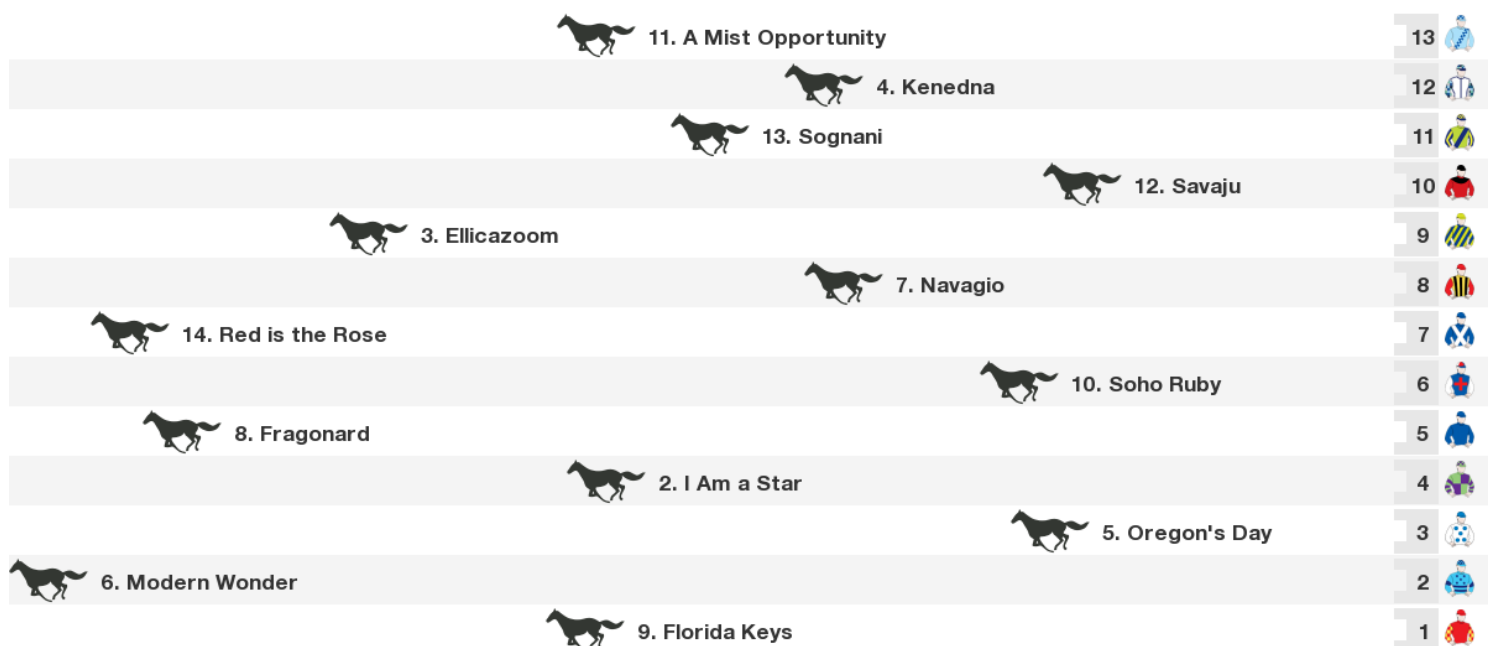 11. A Mist Opportunity 13
4. Kenedna 12
13. Sognani 11
12. Savaju 10
3. Ellicazoom 9
7. Navagio 8
14. Red is the Rose 7
10. Soho Ruby 6
8. Fragonard 5
2. I Am a Star 4
5. Oregon's Day 3
6. Modern Wonder 2
9. Florida Keys 1